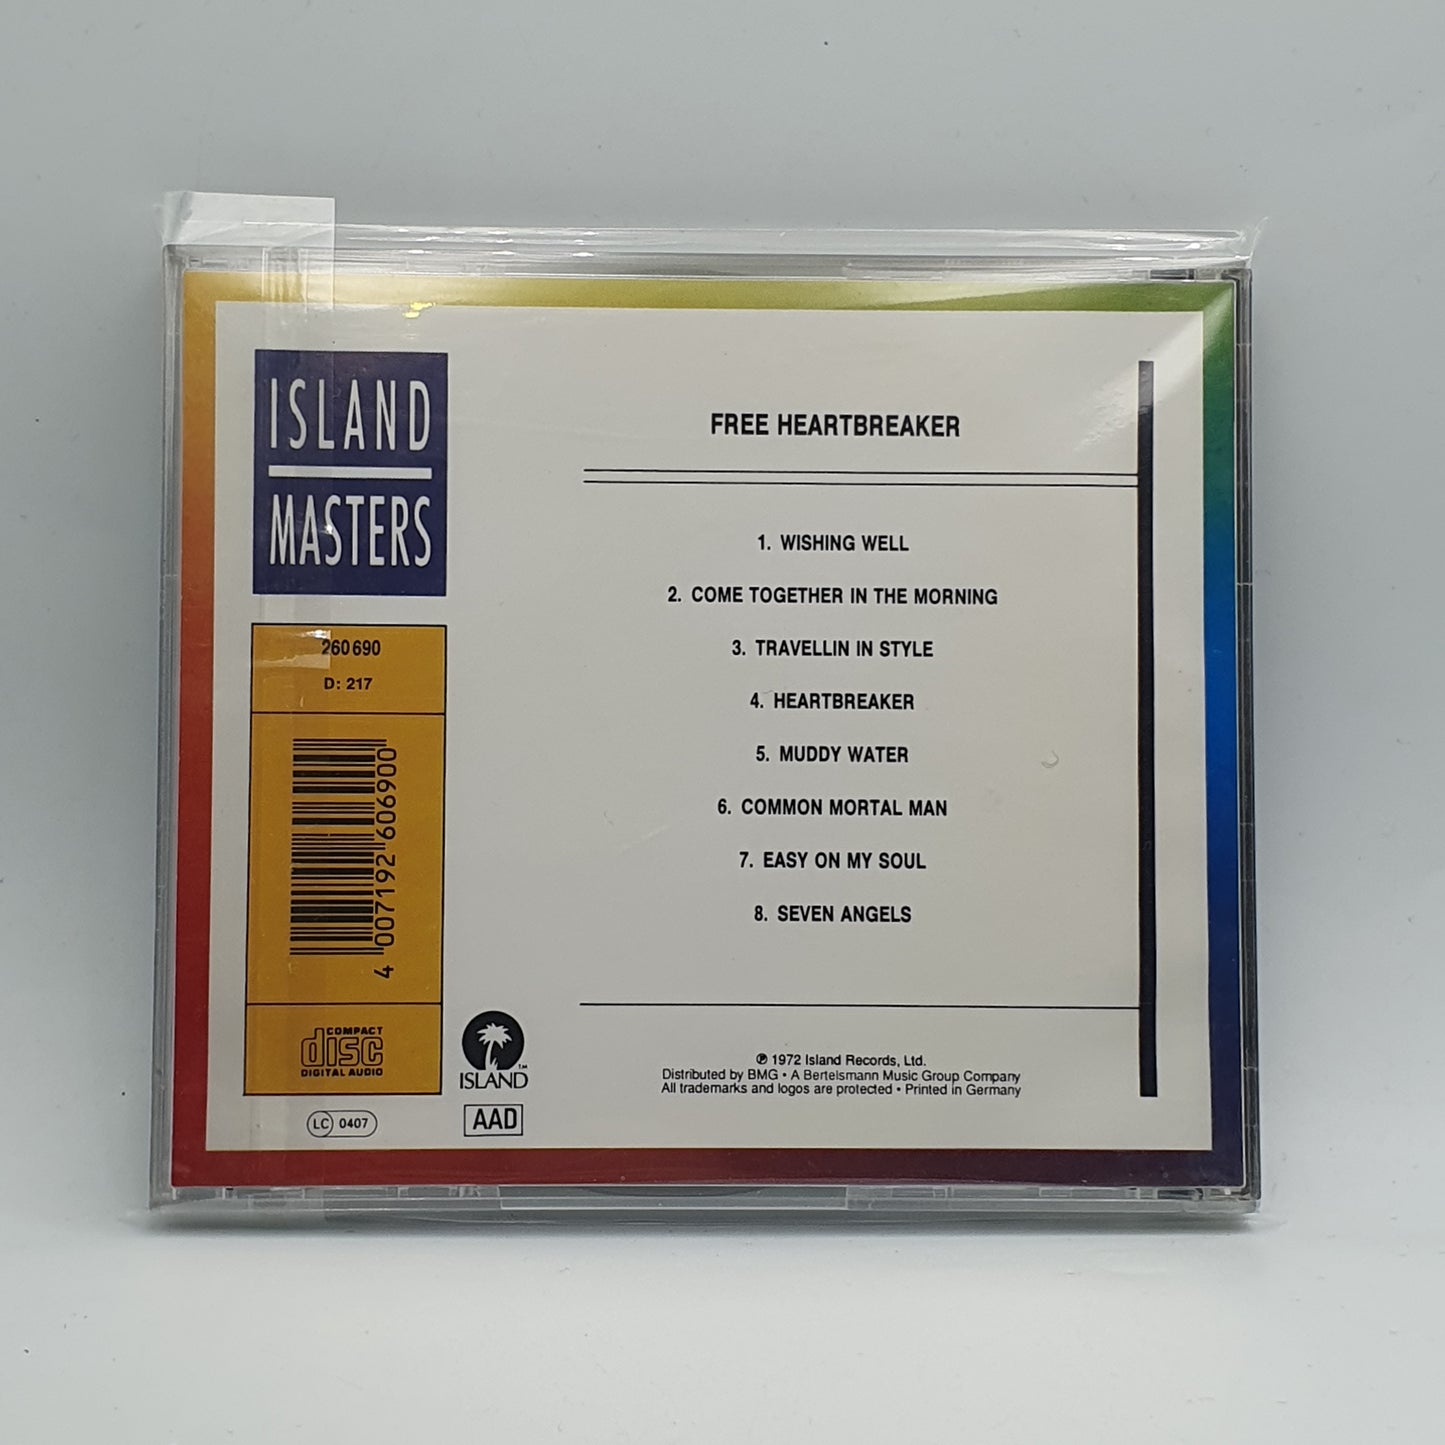 ISLAND
MASTERS
260 690
D: 217
4 007192 606900
COMPACT
disc
DIGITAL AUDIO
LC 0407
ISLAND™
AAD
FREE HEARTBREAKER
1. WISHING WELL
2. COME TOGETHER IN THE MORNING
3. TRAVELLIN IN STYLE
4. HEARTBREAKER
5. MUDDY WATER
6. COMMON MORTAL MAN
7. EASY ON MY SOUL
8. SEVEN ANGELS
℗ 1972 Island Records, Ltd.
Distributed by BMG • A Bertelsmann Music Group Company
All trademarks and logos are protected • Printed in Germany